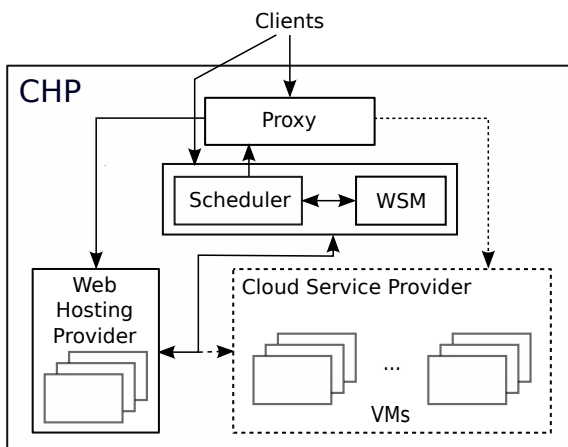 Clients
CHP
Proxy
Scheduler
WSM
Web
Hosting
Provider
Cloud Service Provider
...
VMs